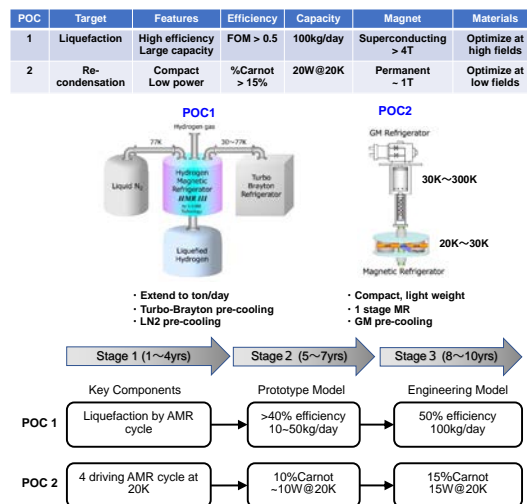 POC Target Features Efficiency Capacity Magnet Materials
1 Liquefaction High efficiency FOM > 0.5 100kg/day Superconducting Optimize at
Large capacity > 4T high fields
2 Re- Compact %Carnot 20W@20K Permanent Optimize at
condensation Low power > 15% ~ 1T low fields
POC1
Hydrogen gas
77K
30~77K
Liquid N₂
Hydrogen
Magnetic
Refrigerator
HMR III
Turbo
Brayton
Refrigerator
Liquefied
Hydrogen
・Extend to ton/day
・Turbo-Brayton pre-cooling
・LN2 pre-cooling
POC2
GM Refrigerator
30K～300K
20K～30K
Magnetic Refrigerator
・Compact, light weight
・1 stage MR
・GM pre-cooling
Stage 1 (1～4yrs) Stage 2 (5～7yrs) Stage 3 (8～10yrs)
Key Components Prototype Model Engineering Model
POC 1
Liquefaction by AMR
cycle
>40% efficiency
10~50kg/day
50% efficiency
100kg/day
POC 2
4 driving AMR cycle at
20K
10%Carnot
~10W@20K
15%Carnot
15W@20K